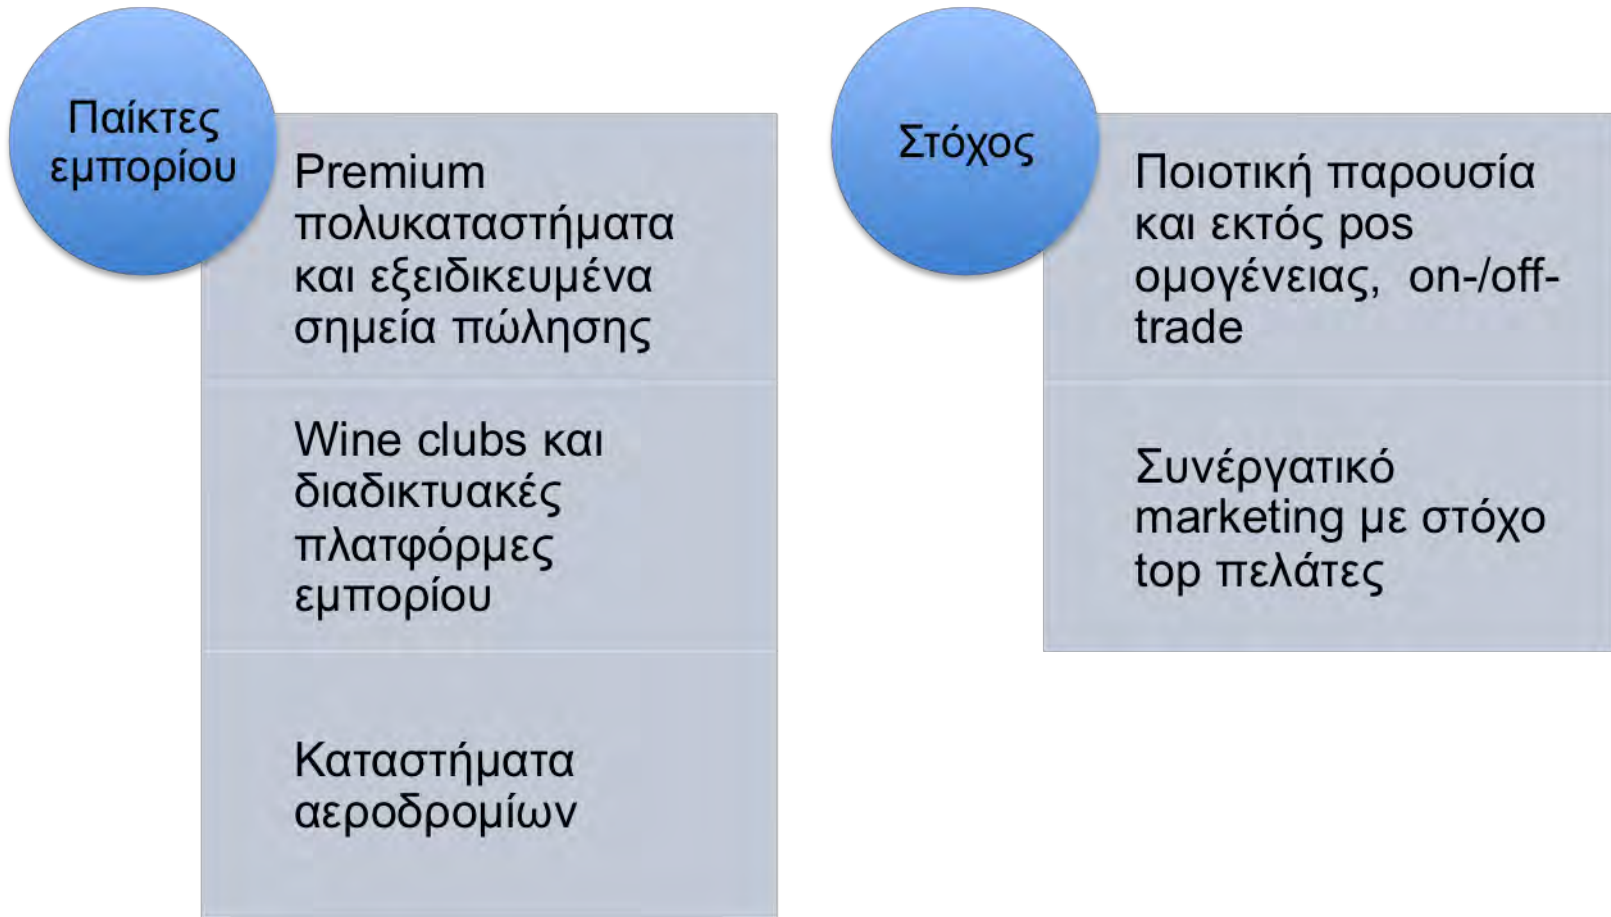 Παίκτες
εμπορίου
Premium
πολυκαταστήματα
και εξειδικευμένα
σημεία πώλησης
Wine clubs και
διαδικτυακές
πλατφόρμες
εμπορίου
Καταστήματα
αεροδρομίων
Στόχος
Ποιοτική παρουσία
και εκτός pos
ομογένειας,  on-/off-
trade
Συνέργατικό
marketing με στόχο
top πελάτες